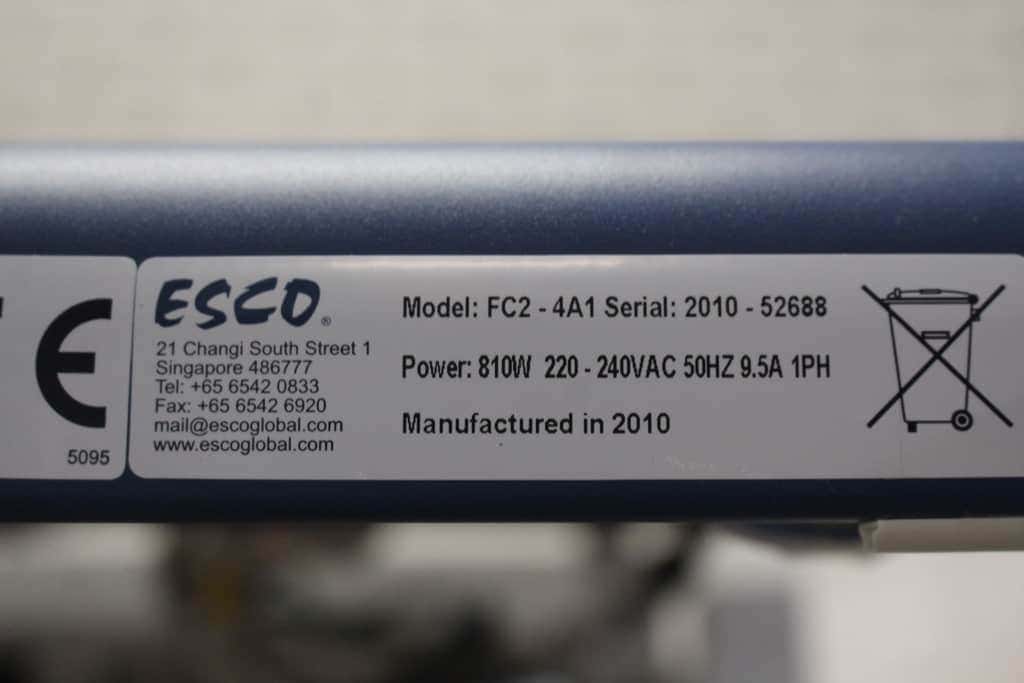 CE
5095
ESCO®
21 Changi South Street 1
Singapore 486777
Tel: +65 6542 0833
Fax: +65 6542 6920
mail@escoglobal.com
www.escoglobal.com
Model: FC2 - 4A1 Serial: 2010 - 52688
Power: 810W 220 - 240VAC 50HZ 9.5A 1PH
Manufactured in 2010